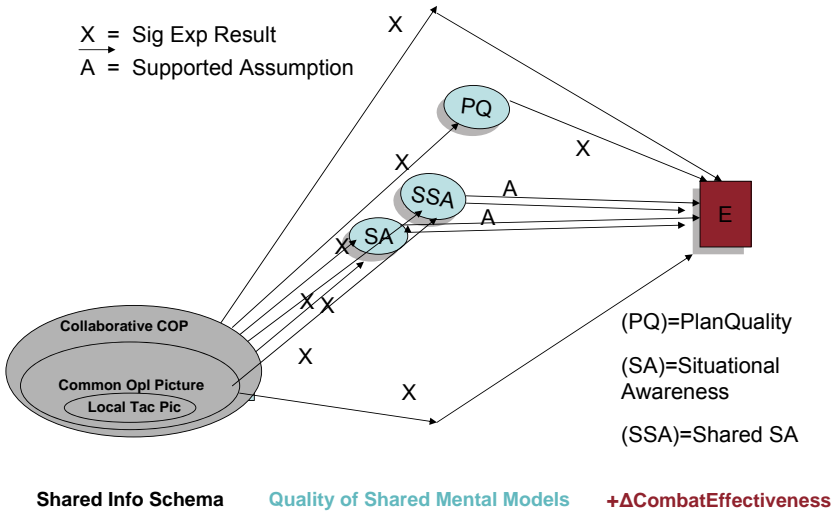 X = Sig Exp Result
A = Supported Assumption
X
PQ
X
X
SSA
A
SA
A
E
X
X
X
X
X
Collaborative COP
Common Opl Picture
Local Tac Pic
(PQ)=PlanQuality
(SA)=Situational
Awareness
(SSA)=Shared SA
Shared Info Schema
Quality of Shared Mental Models
+ΔCombatEffectiveness